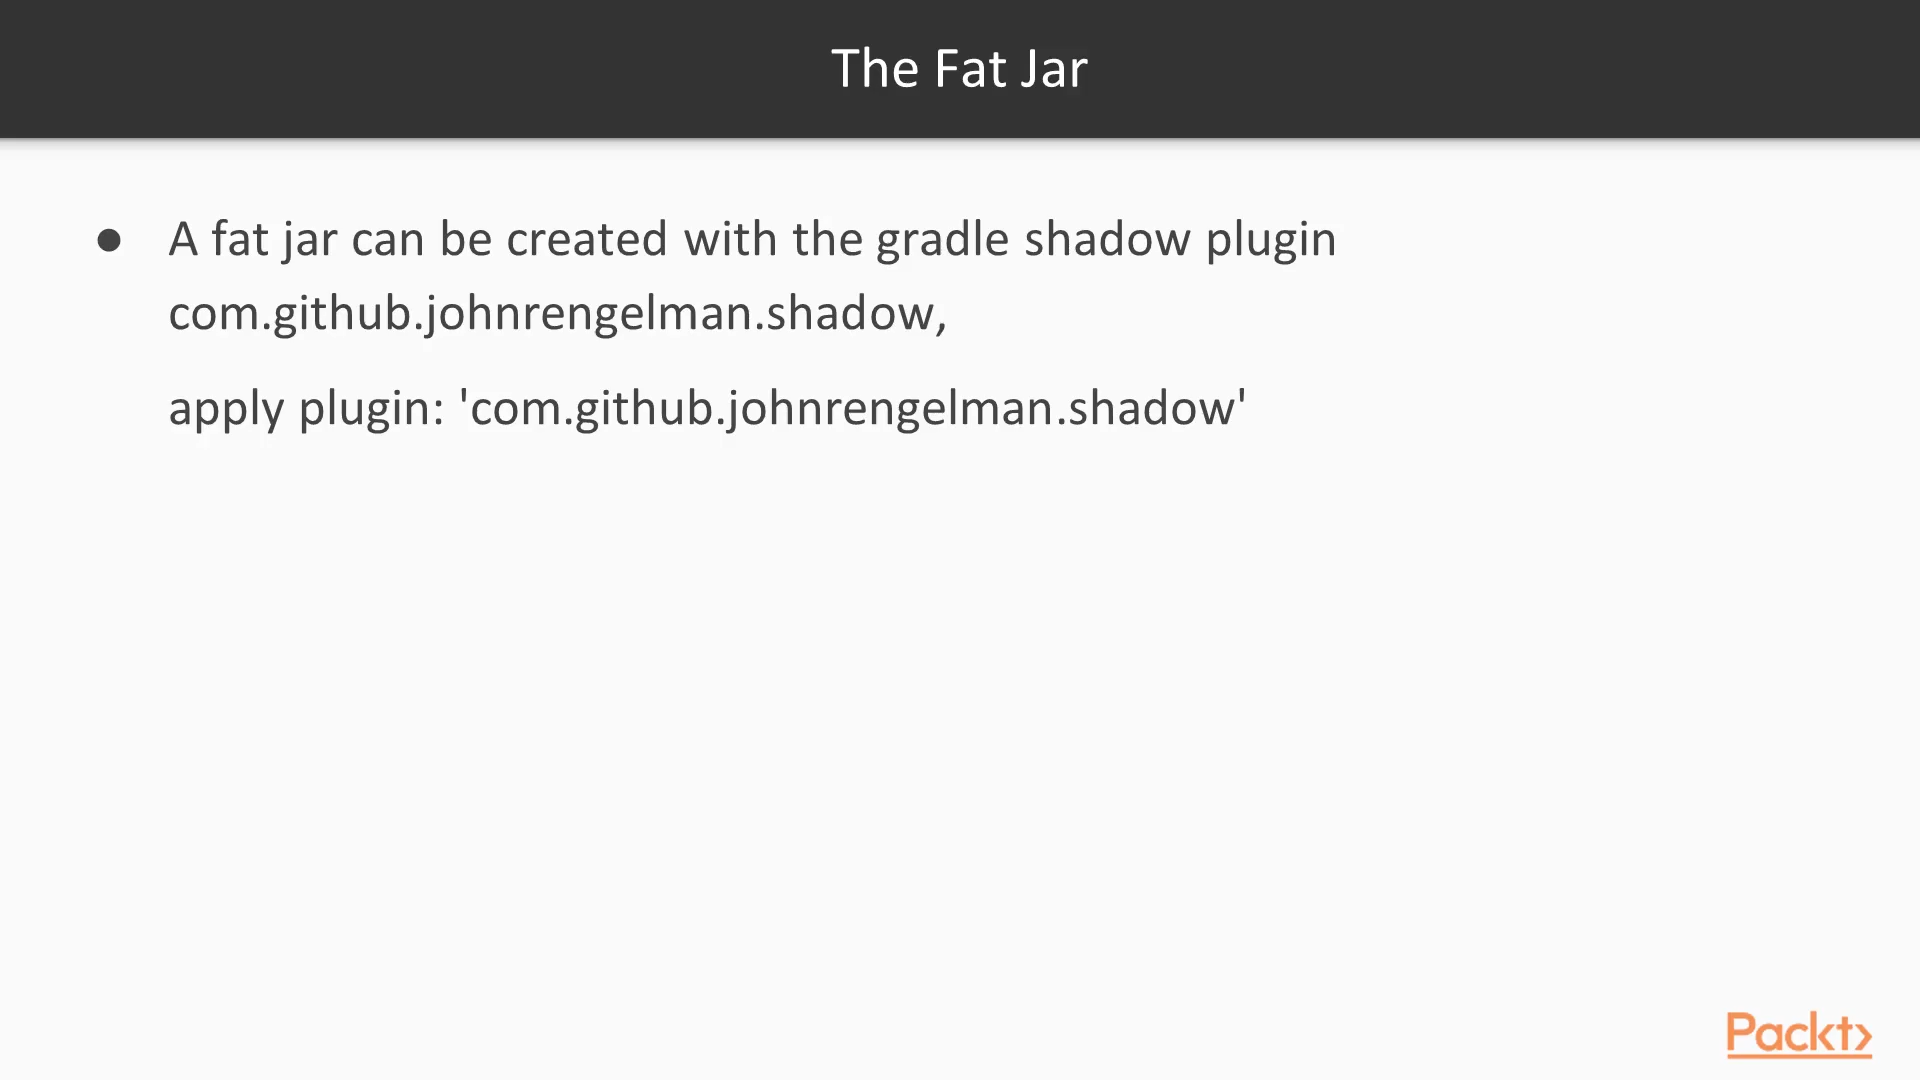 The Fat Jar
● A fat jar can be created with the gradle shadow plugin
com.github.johnrengelman.shadow,
apply plugin: 'com.github.johnrengelman.shadow'
Packt>